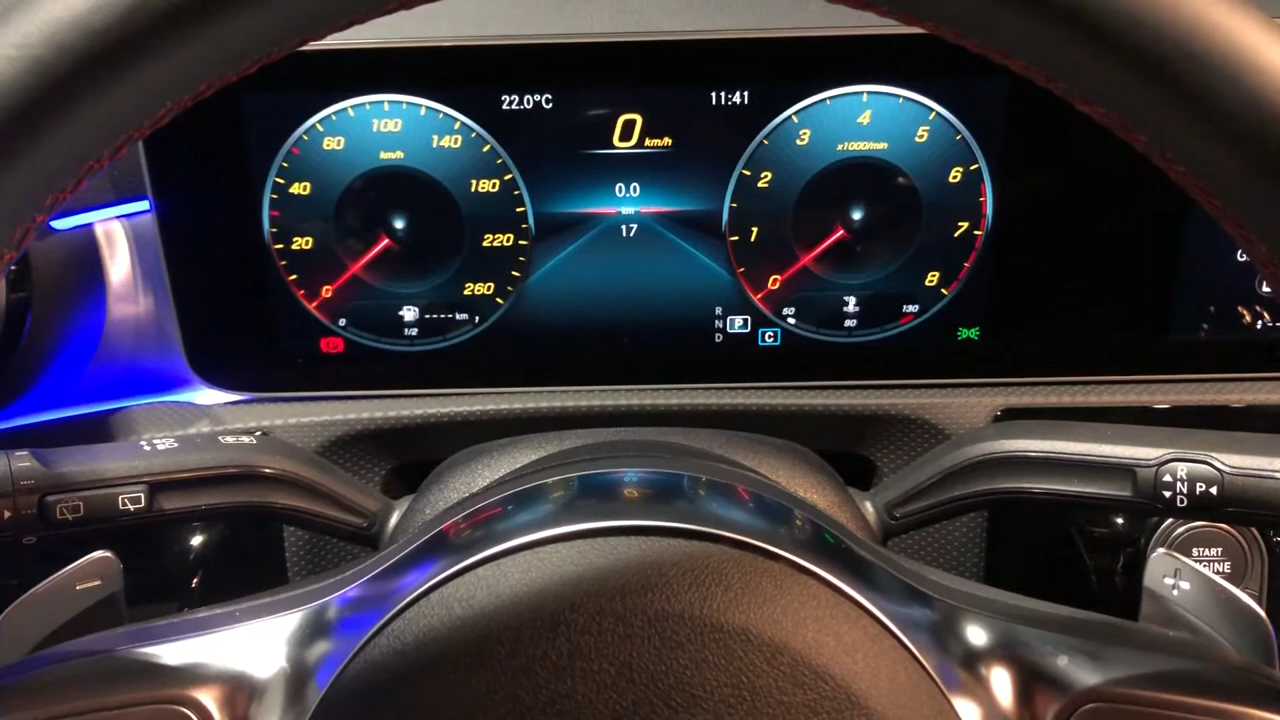 22.0°C
11:41
0 km/h
0.0
km
17
100
60
140
km/h
40
180
20
220
0
260
0
1/2
1
----- km
P
4
3
5
x1000/min
2
6
1
7
0
8
50
90
130
R
N
D
P
C
R
N
D
P
START